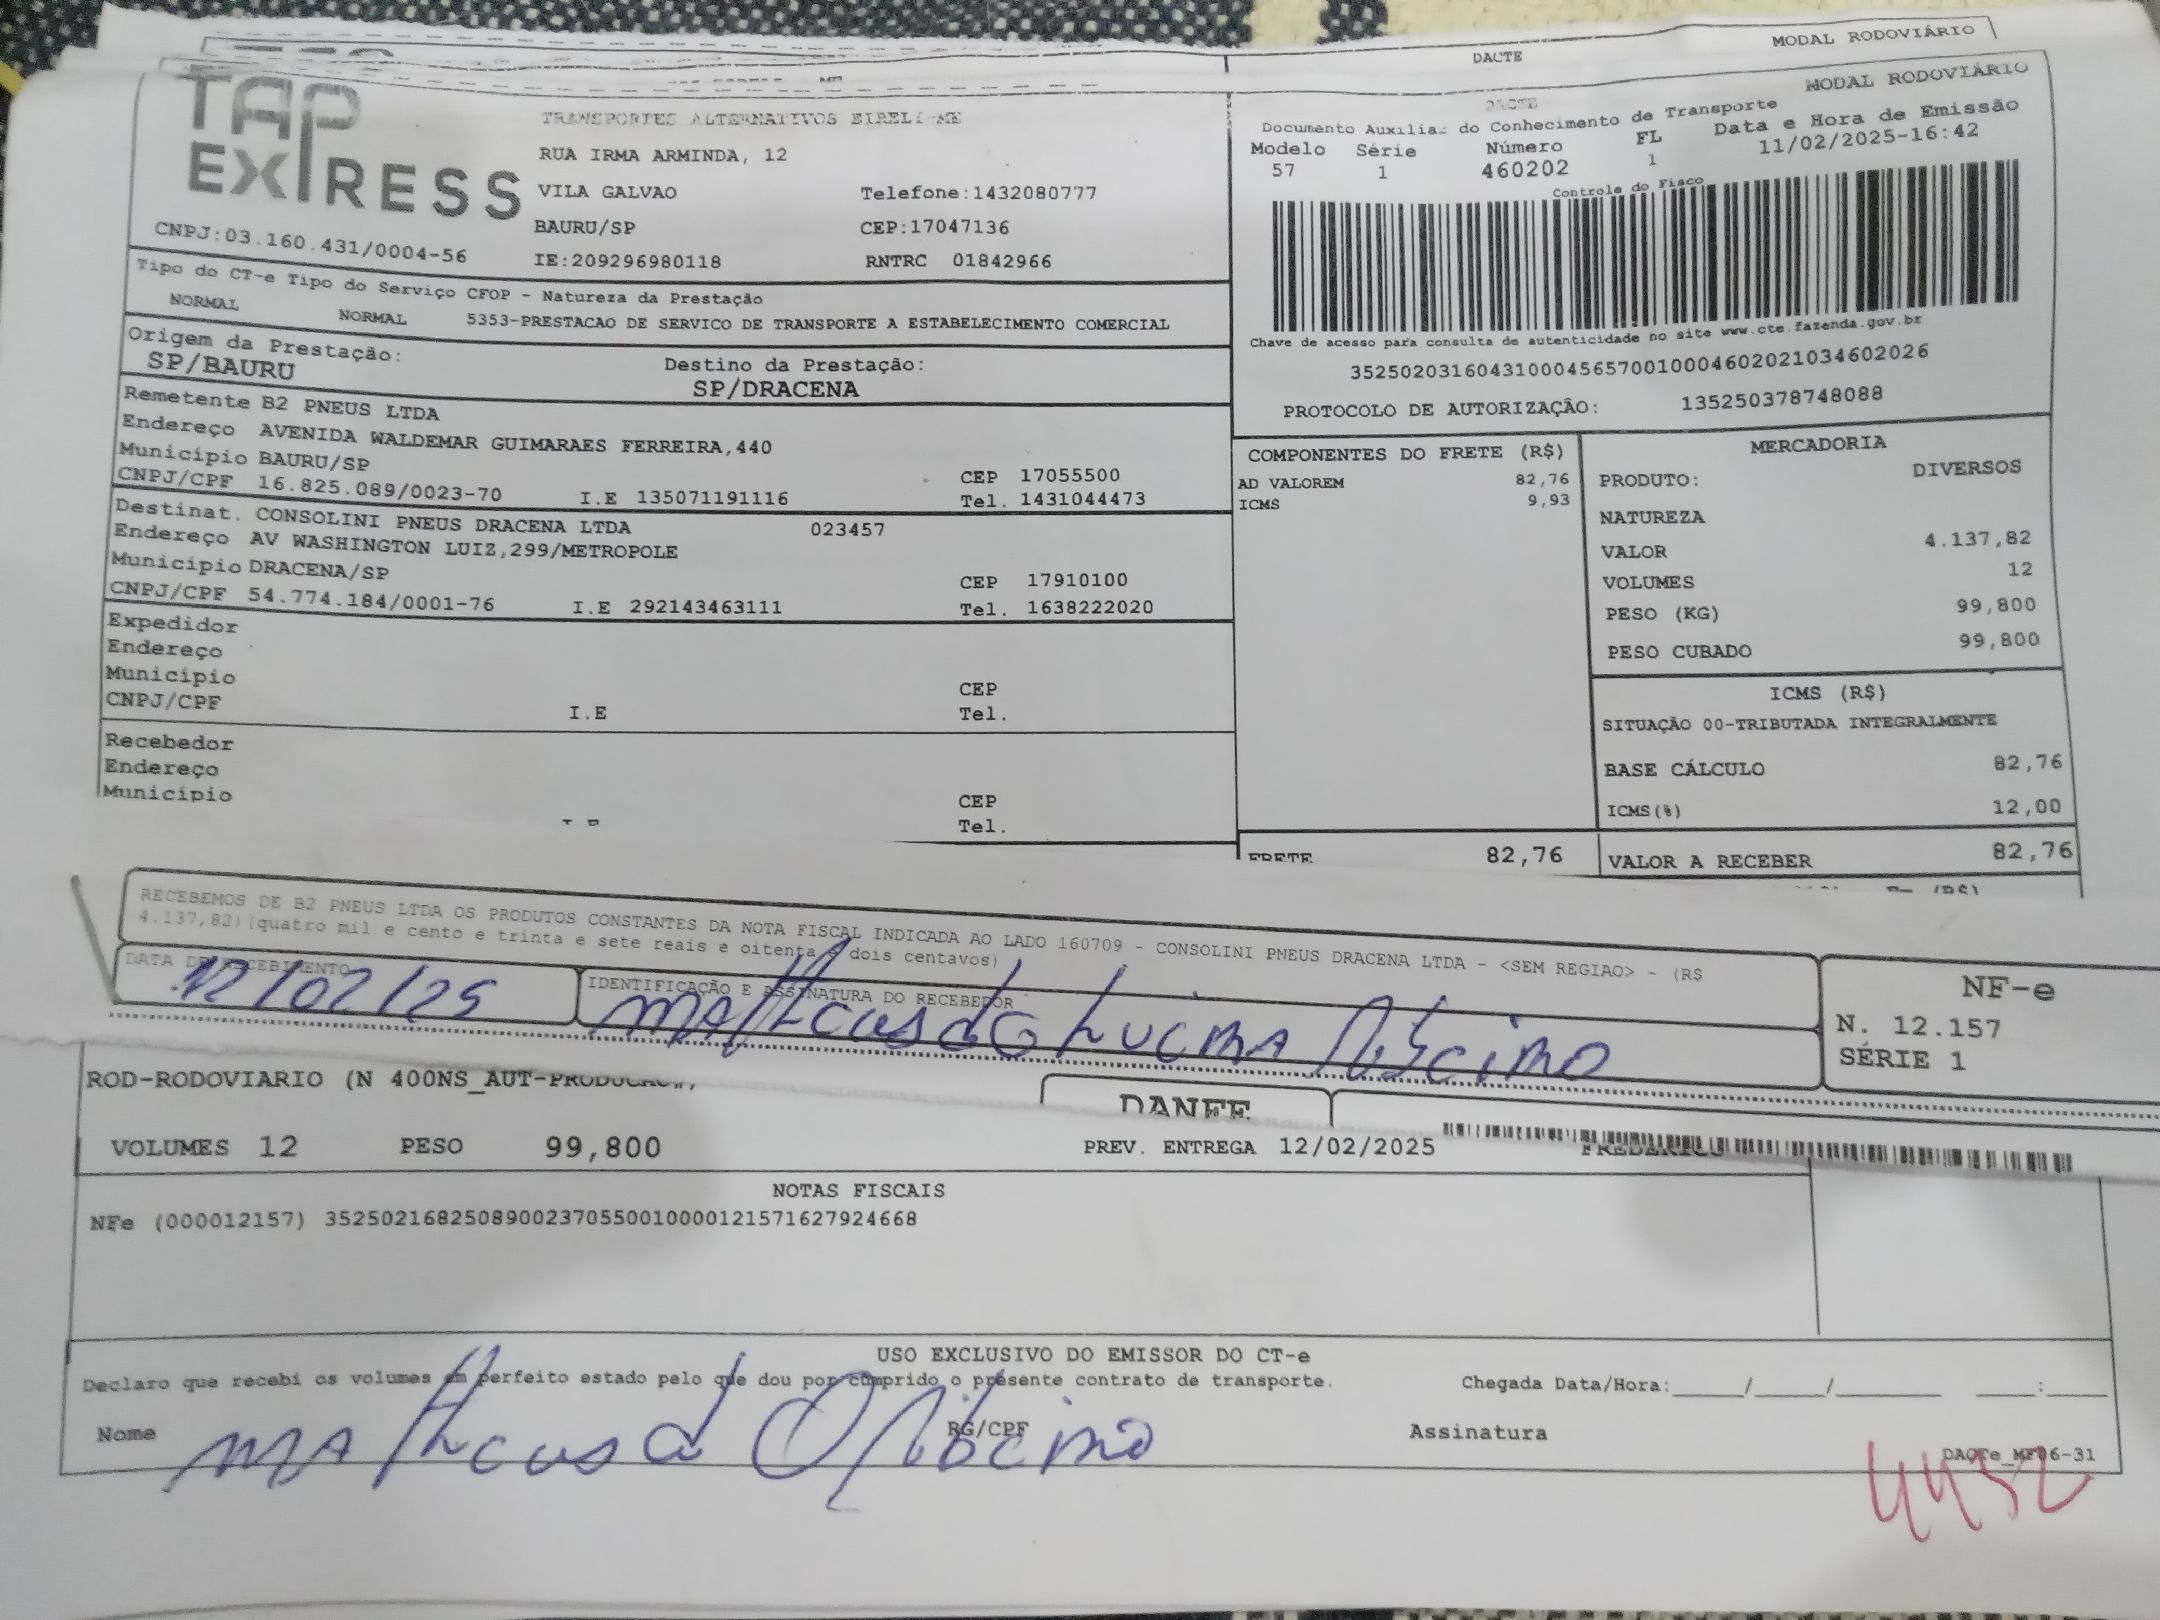 DACTE
MODAL RODOVIÁRIO
TAP
EXPRESS
CNPJ:03.160.431/0004-56
TRANSPORTES ALTERNATIVOS EIRELI-ME
RUA IRMA ARMINDA, 12
VILA GALVAO Telefone:1432080777
BAURU/SP CEP:17047136
IE:209296980118 RNTRC 01842966
MODAL RODOVIÁRIO
DACTE
Documento Auxiliar do Conhecimento de Transporte
Modelo Série Número FL Data e Hora de Emissão
57 1 460202 1 11/02/2025-16:42
Controle do Fisco
Chave de acesso para consulta de autenticidade no site www.cte.fazenda.gov.br
35250203160431000456570010004602021034602026
PROTOCOLO DE AUTORIZAÇÃO: 135250378748088
Tipo do CT-e Tipo do Serviço CFOP - Natureza da Prestação
NORMAL NORMAL 5353-PRESTACAO DE SERVICO DE TRANSPORTE A ESTABELECIMENTO COMERCIAL
Origem da Prestação: Destino da Prestação:
SP/BAURU SP/DRACENA
Remetente B2 PNEUS LTDA
Endereço AVENIDA WALDEMAR GUIMARAES FERREIRA,440
Município BAURU/SP CEP 17055500
CNPJ/CPF 16.825.089/0023-70 I.E 135071191116 Tel. 1431044473
Destinat. CONSOLINI PNEUS DRACENA LTDA 023457
Endereço AV WASHINGTON LUIZ,299/METROPOLE
Município DRACENA/SP CEP 17910100
CNPJ/CPF 54.774.184/0001-76 I.E 292143463111 Tel. 1638222020
Expedidor
Endereço
Município CEP
CNPJ/CPF I.E Tel.
Recebedor
Endereço
Município CEP
Tel.
COMPONENTES DO FRETE (R$)
AD VALOREM 82,76
ICMS 9,93
FRETE 82,76
MERCADORIA
PRODUTO: DIVERSOS
NATUREZA
VALOR 4.137,82
VOLUMES 12
PESO (KG) 99,800
PESO CUBADO 99,800
ICMS (R$)
SITUAÇÃO 00-TRIBUTADA INTEGRALMENTE
BASE CÁLCULO 82,76
ICMS(%) 12,00
VALOR A RECEBER 82,76
RECEBEMOS DE B2 PNEUS LTDA OS PRODUTOS CONSTANTES DA NOTA FISCAL INDICADA AO LADO 160709 - CONSOLINI PNEUS DRACENA LTDA - <SEM REGIAO> - (R$
4.137,82)(quatro mil e cento e trinta e sete reais e oitenta e dois centavos)
DATA DE RECEBIMENTO IDENTIFICAÇÃO E ASSINATURA DO RECEBEDOR
12/02/25 Matheus
NF-e
N. 12.157
SÉRIE 1
ROD-RODOVIARIO (N 400NS_AUT-PRODUCAO
DANFE
VOLUMES 12 PESO 99,800 PREV. ENTREGA 12/02/2025
NOTAS FISCAIS
NFe (000012157) 35250216825089002370550010000121571627924668
USO EXCLUSIVO DO EMISSOR DO CT-e
Declaro que recebi os volumes em perfeito estado pelo que dou por cumprido o presente contrato de transporte. Chegada Data/Hora:_____/_____/_______ ____:____
Nome Matheus RG/CPF Assinatura
DACTe_MF06-31
4452